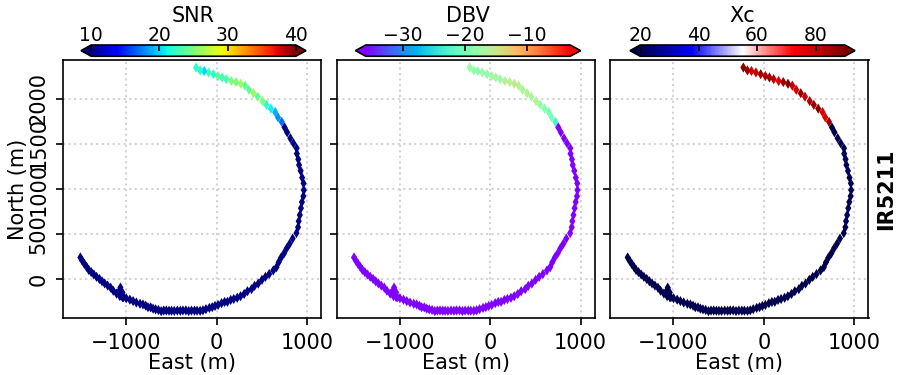 SNR DBV Xc
10 20 30 40 −30 −20 −10 20 40 60 80
North (m)
2000
1500
1000
500
0
IR5211
−1000 0 1000 −1000 0 1000 −1000 0 1000
East (m) East (m) East (m)